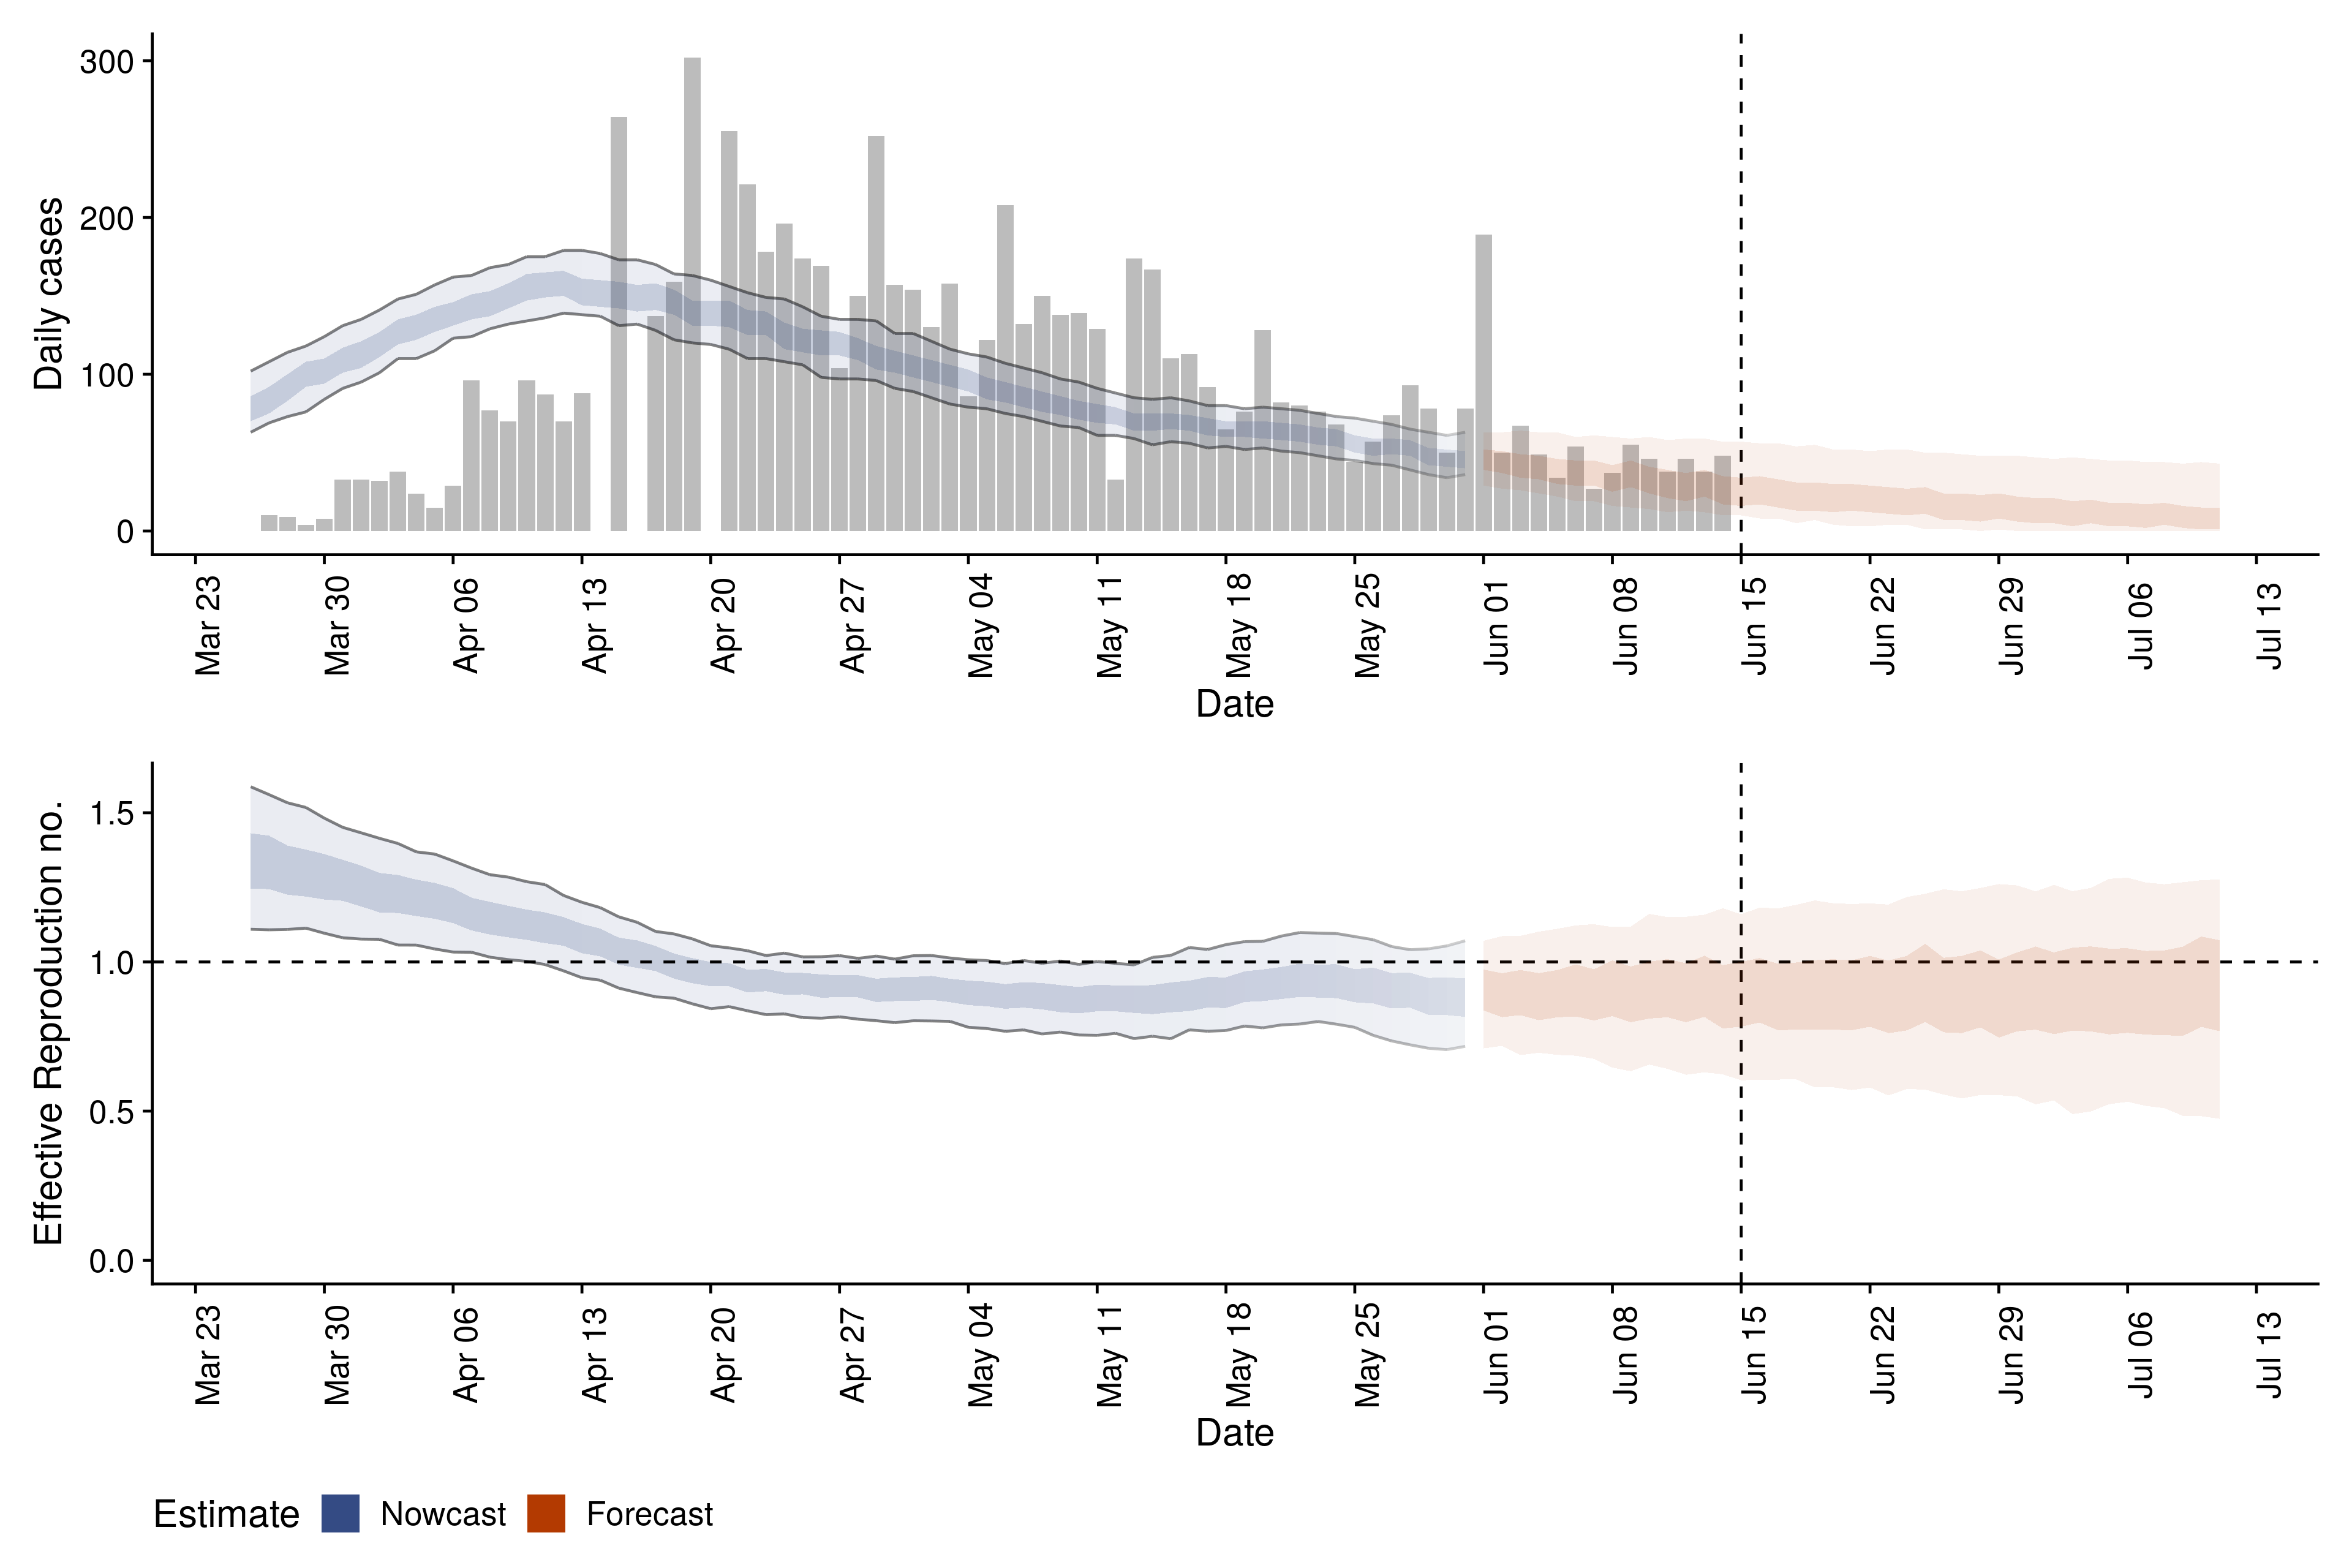 Daily cases
300
200
100
0
Mar 23
Mar 30
Apr 06
Apr 13
Apr 20
Apr 27
May 04
May 11
May 18
May 25
Jun 01
Jun 08
Jun 15
Jun 22
Jun 29
Jul 06
Jul 13
Date
Effective Reproduction no.
1.5
1.0
0.5
0.0
Mar 23
Mar 30
Apr 06
Apr 13
Apr 20
Apr 27
May 04
May 11
May 18
May 25
Jun 01
Jun 08
Jun 15
Jun 22
Jun 29
Jul 06
Jul 13
Date
Estimate Nowcast Forecast